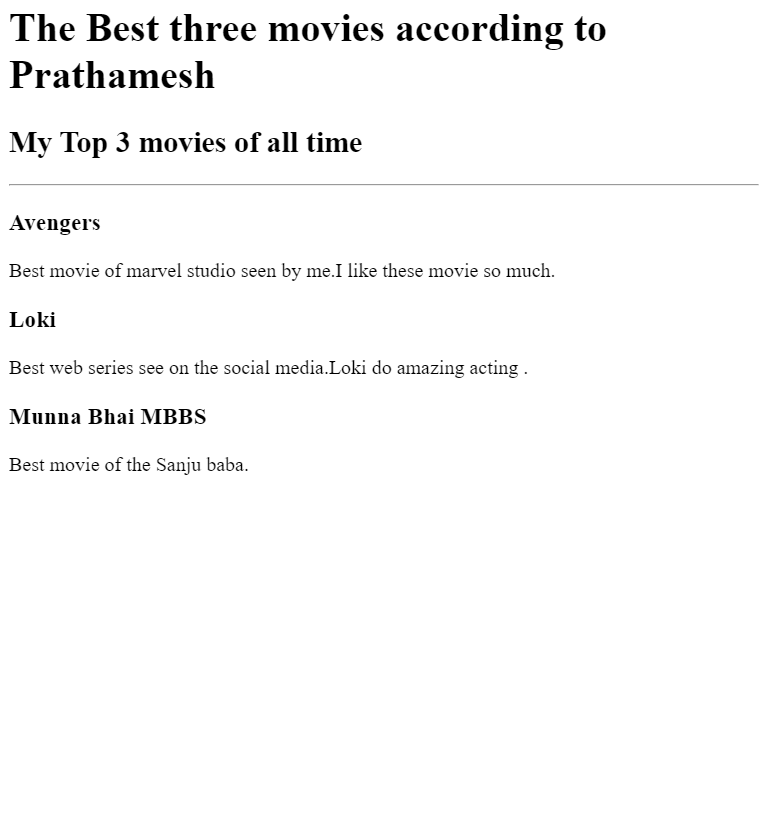 The Best three movies according to
Prathamesh
My Top 3 movies of all time
Avengers
Best movie of marvel studio seen by me.I like these movie so much.
Loki
Best web series see on the social media.Loki do amazing acting .
Munna Bhai MBBS
Best movie of the Sanju baba.